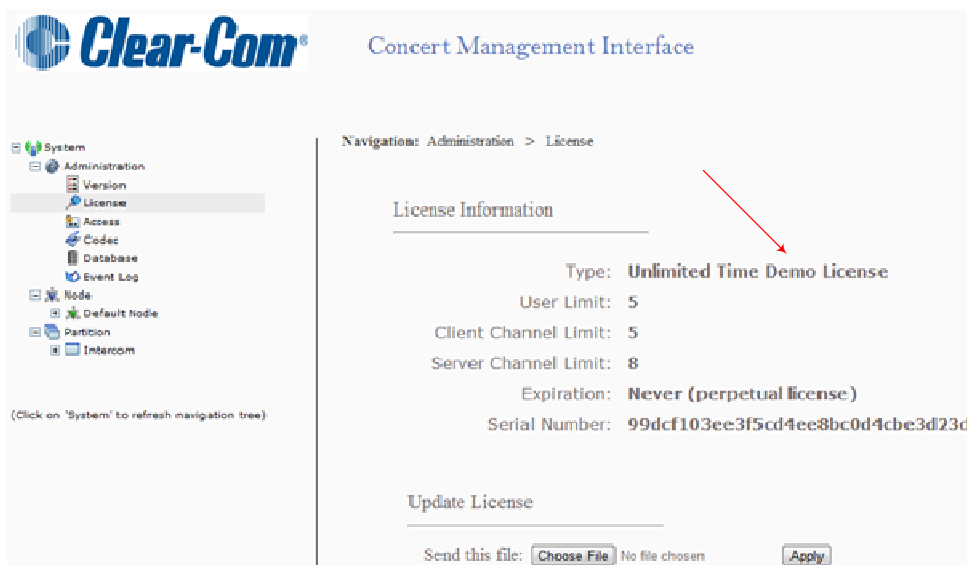 Clear-Com®
Concert Management Interface
System
Administration
Version
License
Access
Codec
Database
Event Log
Node
Default Node
Partition
Intercom
(Click on 'System' to refresh navigation tree)
Navigation: Administration > License
License Information
Type: Unlimited Time Demo License
User Limit: 5
Client Channel Limit: 5
Server Channel Limit: 8
Expiration: Never (perpetual license)
Serial Number: 99dcf103ee3f5cd4ee8bc0d4cbe3d23d
Update License
Send this file: Choose File No file chosen Apply